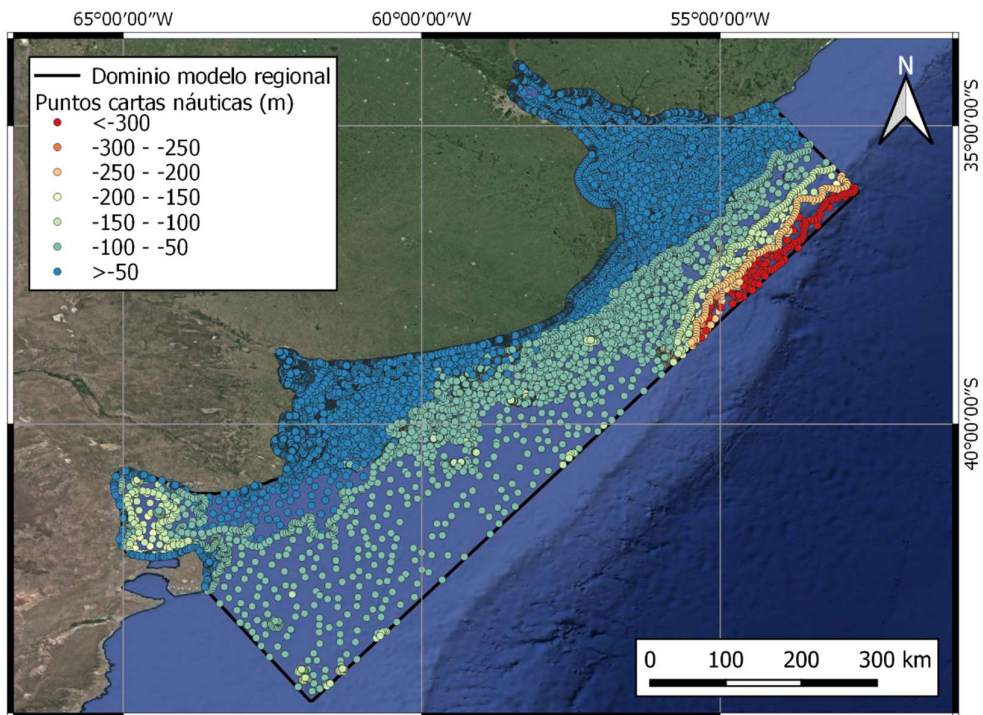 65°00'00"W 60°00'00"W 55°00'00"W
Dominio modelo regional
Puntos cartas náuticas (m)
<-300
-300 - -250
-250 - -200
-200 - -150
-150 - -100
-100 - -50
>-50
N
35°00'00"S
40°00'00"S
0 100 200 300 km